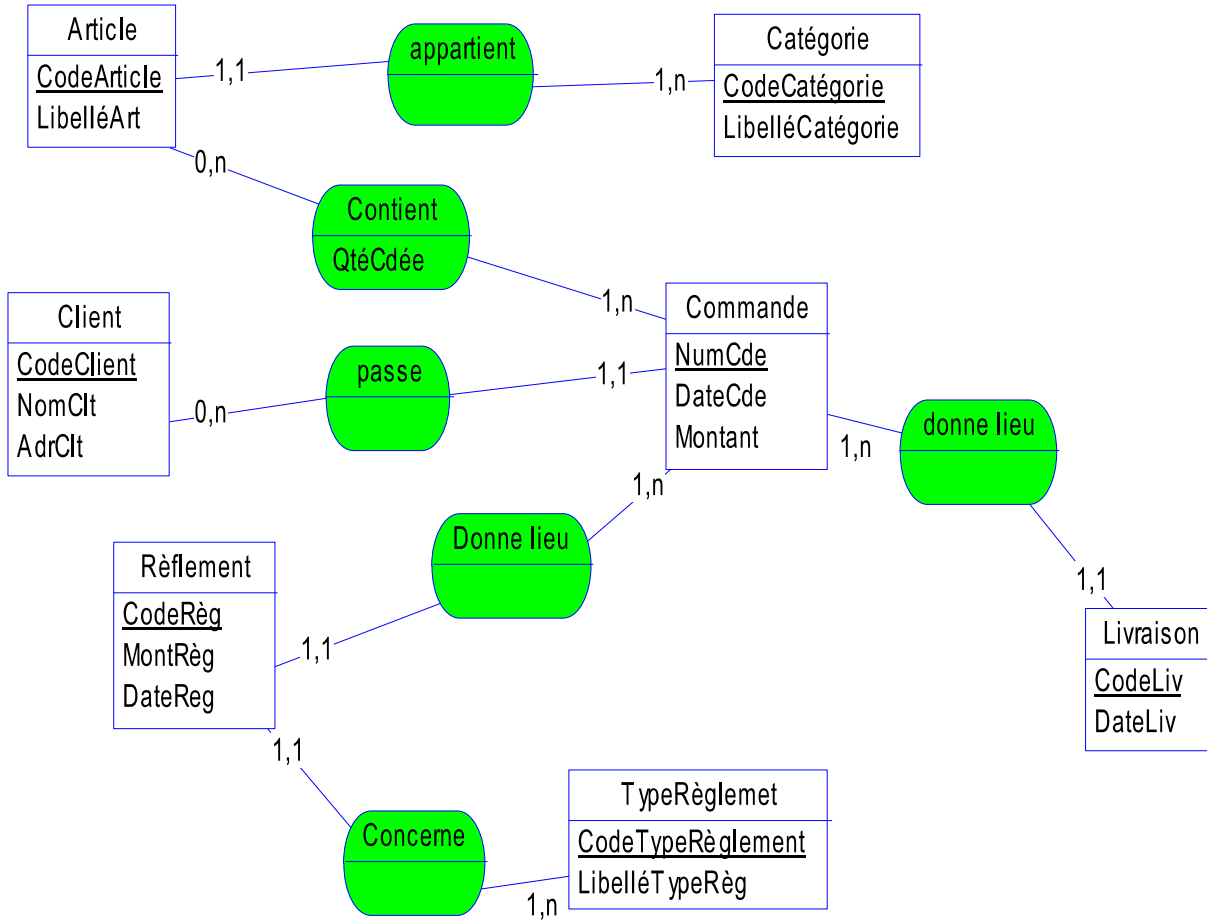 Article
CodeArticle
LibelléArt
1,1
appartient
1,n
Catégorie
CodeCatégorie
LibelléCatégorie
0,n
Contient
QtéCdée
1,n
Client
CodeClient
NomClt
AdrClt
0,n
passe
1,1
Commande
NumCde
DateCde
Montant
1,n
donne lieu
1,1
Livraison
CodeLiv
DateLiv
1,n
Donne lieu
1,1
Rèflement
CodeRèg
MontRèg
DateReg
1,1
Concerne
1,n
TypeRèglemet
CodeTypeRèglement
LibelléTypeRèg